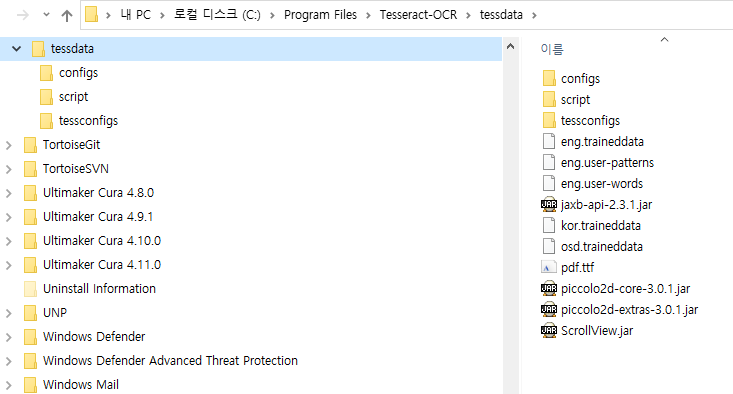 내 PC > 로컬 디스크 (C:) > Program Files > Tesseract-OCR > tessdata >
tessdata
configs
script
tessconfigs
TortoiseGit
TortoiseSVN
Ultimaker Cura 4.8.0
Ultimaker Cura 4.9.1
Ultimaker Cura 4.10.0
Ultimaker Cura 4.11.0
Uninstall Information
UNP
Windows Defender
Windows Defender Advanced Threat Protection
Windows Mail
이름
configs
script
tessconfigs
eng.traineddata
eng.user-patterns
eng.user-words
jaxb-api-2.3.1.jar
kor.traineddata
osd.traineddata
pdf.ttf
piccolo2d-core-3.0.1.jar
piccolo2d-extras-3.0.1.jar
ScrollView.jar